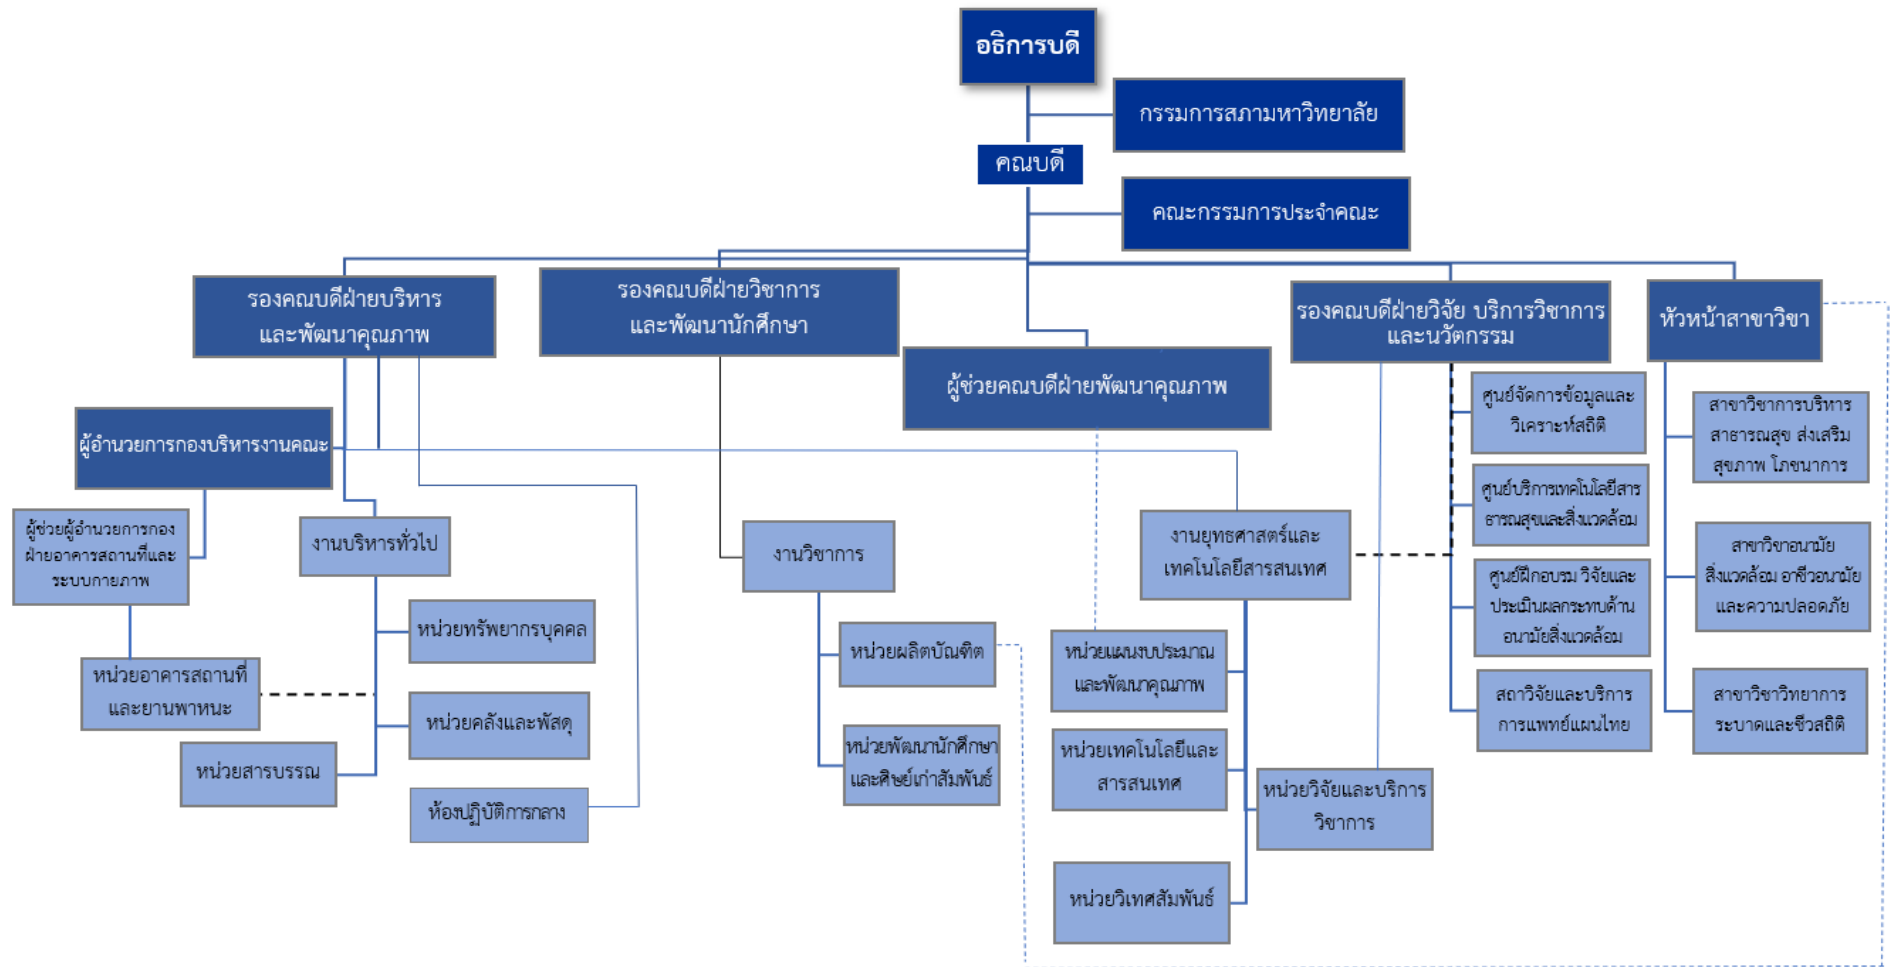 อธิการบดี
กรรมการสภามหาวิทยาลัย
คณบดี
คณะกรรมการประจำคณะ
รองคณบดีฝ่ายบริหาร
และพัฒนาคุณภาพ
รองคณบดีฝ่ายวิชาการ
และพัฒนานักศึกษา
ผู้ช่วยคณบดีฝ่ายพัฒนาคุณภาพ
รองคณบดีฝ่ายวิจัย บริการวิชาการ
และนวัตกรรม
หัวหน้าสาขาวิขา
ผู้อำนวยการกองบริหารงานคณะ
ผู้ช่วยผู้อำนวยการกอง
ฝ่ายอาคารสถานที่และ
ระบบกายภาพ
หน่วยอาคารสถานที่
และยานพาหนะ
หน่วยสารบรรณ
งานบริหารทั่วไป
หน่วยทรัพยากรบุคคล
หน่วยคลังและพัสดุ
ห้องปฏิบัติการกลาง
งานวิชาการ
หน่วยผลิตบัณฑิต
หน่วยพัฒนานักศึกษา
และศิษย์เก่าสัมพันธ์
งานยุทธศาสตร์และ
เทคโนโลยีสารสนเทศ
หน่วยแผนงบประมาณ
และพัฒนาคุณภาพ
หน่วยเทคโนโลยีและ
สารสนเทศ
หน่วยวิจัยและบริการ
วิชาการ
หน่วยวิเทศสัมพันธ์
ศูนย์จัดการข้อมูลและ
วิเคราะห์สถิติ
ศูนย์บริการเทคโนโลยีสาร
ธารณสุขและสิ่งแวดล้อม
ศูนย์ฝึกอบรม วิจัยและ
ประเมินผลกระทบด้าน
อนามัยสิ่งแวดล้อม
สถาวิจัยและบริการ
การแพทย์แผนไทย
สาขาวิชาการบริหาร
สาธารณสุข ส่งเสริม
สุขภาพ โภชนาการ
สาขาวิขาอนามัย
สิ่งแวดล้อม อาชีวอนามัย
และความปลอดภัย
สาขาวิชาวิทยาการ
ระบาดและชีวสถิติ